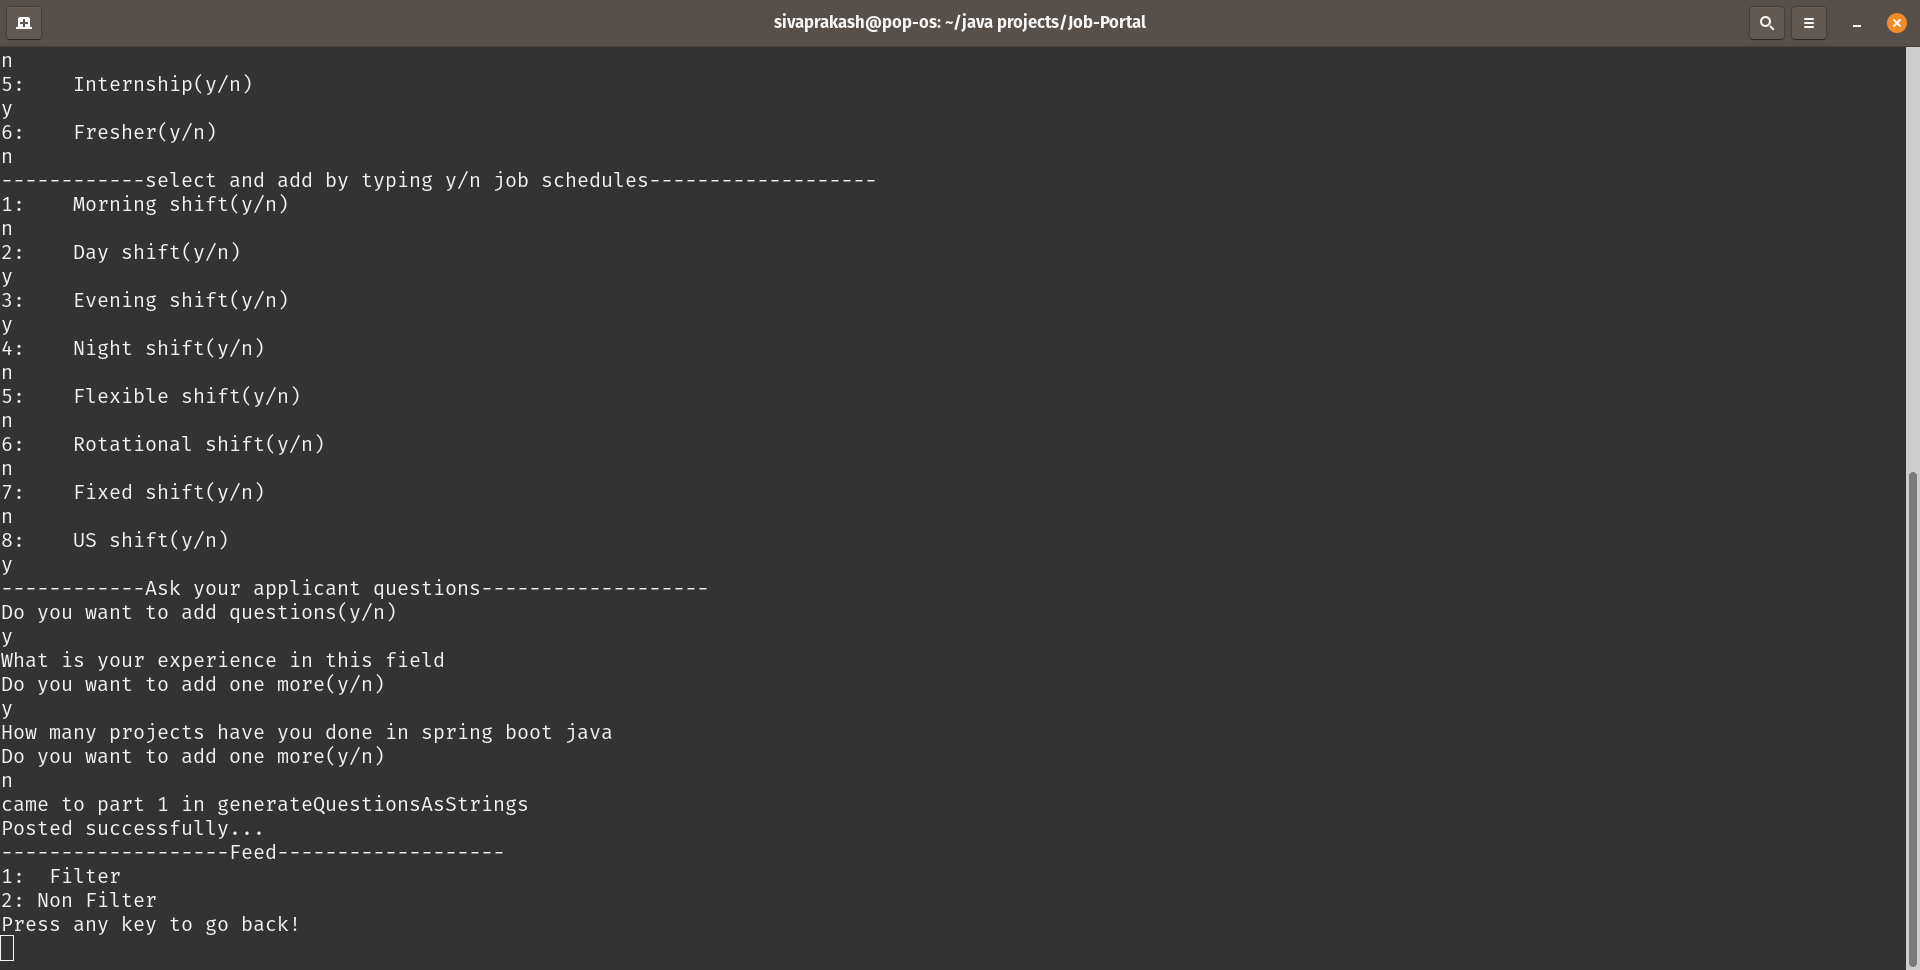 sivaprakash@pop-os: ~/java projects/Job-Portal
n
5:    Internship(y/n)
y
6:    Fresher(y/n)
n
------------select and add by typing y/n job schedules-------------------
1:    Morning shift(y/n)
n
2:    Day shift(y/n)
y
3:    Evening shift(y/n)
y
4:    Night shift(y/n)
n
5:    Flexible shift(y/n)
n
6:    Rotational shift(y/n)
n
7:    Fixed shift(y/n)
n
8:    US shift(y/n)
y
------------Ask your applicant questions-------------------
Do you want to add questions(y/n)
y
What is your experience in this field
Do you want to add one more(y/n)
y
How many projects have you done in spring boot java
Do you want to add one more(y/n)
n
came to part 1 in generateQuestionsAsStrings
Posted successfully...
-------------------Feed-------------------
1:  Filter
2: Non Filter
Press any key to go back!